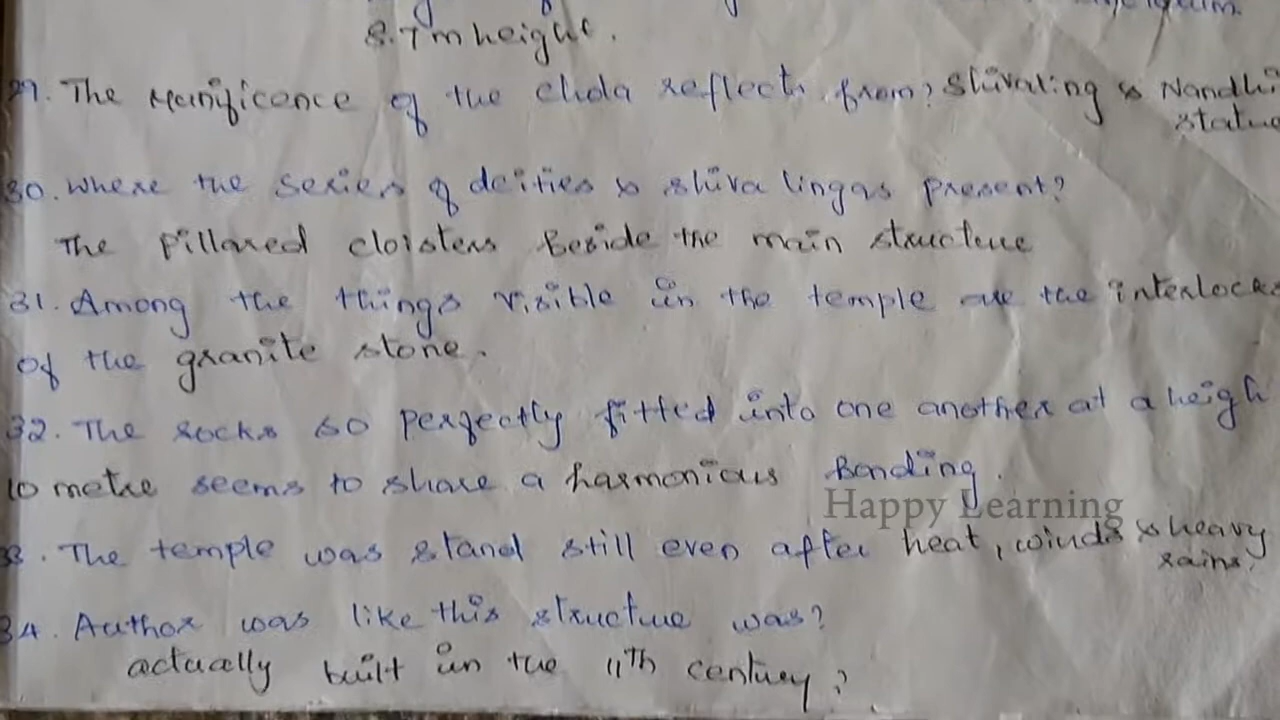 8.7m height.
29. The Munificence of the chola reflects from? Shivaling & Nandhi
statue
30. Where the series of deities & shiva lingas present?
The Pillared cloisters Beside the main structure
31. Among the things visible in the temple are the interlocks
of the granite stone.
32. The rocks so perfectly fitted into one another at a heigh
10 metre seems to share a harmonious Bonding.
Happy Learning
33. The temple was stand still even after heat, winds & heavy
rains.
34. Author was like this structure was?
actually built in the 11th century?